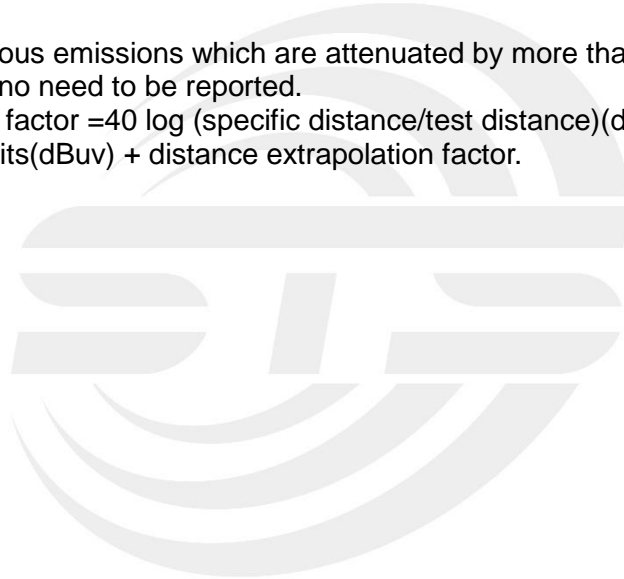 ous emissions which are attenuated by more tha
no need to be reported.
factor =40 log (specific distance/test distance)(d
its(dBuv) + distance extrapolation factor.
STS